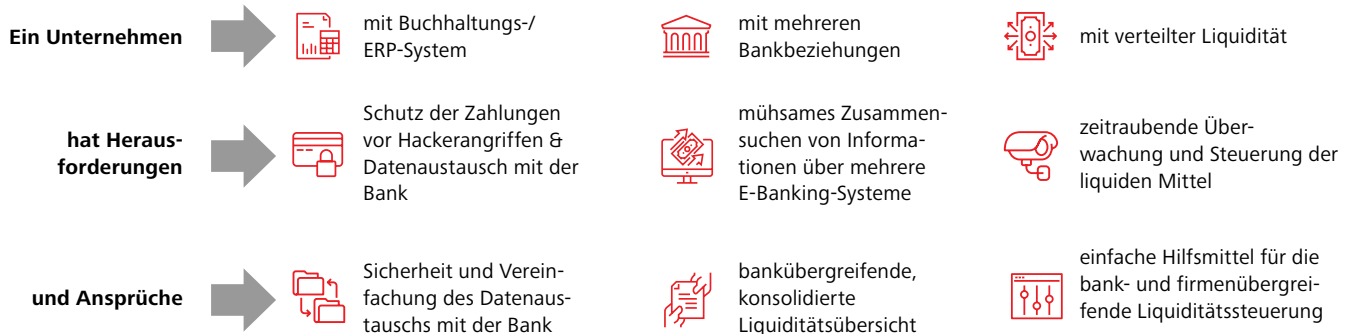 Ein Unternehmen
mit Buchhaltungs-/
ERP-System
mit mehreren
Bankbeziehungen
mit verteilter Liquidität
hat Heraus-
forderungen
Schutz der Zahlungen
vor Hackerangriffen &
Datenaustausch mit der
Bank
mühsames Zusammen-
suchen von Informa-
tionen über mehrere
E-Banking-Systeme
zeitraubende Über-
wachung und Steuerung der
liquiden Mittel
und Ansprüche
Sicherheit und Verein-
fachung des Datenaus-
tauschs mit der Bank
bankübergreifende,
konsolidierte
Liquiditätsübersicht
einfache Hilfsmittel für die
bank- und firmenübergrei-
fende Liquiditätssteuerung